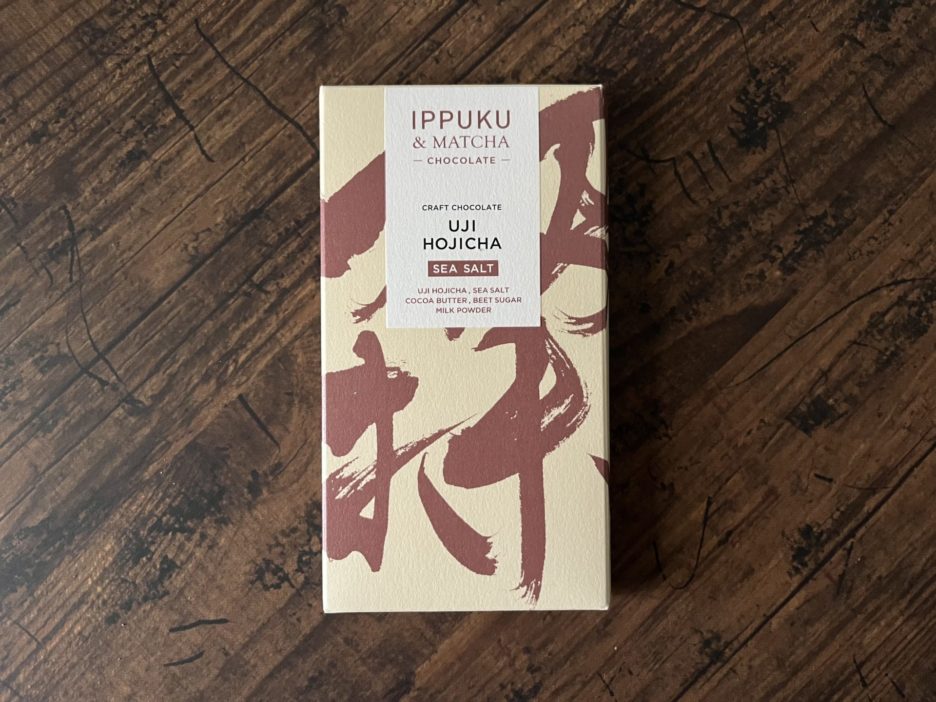 IPPUKU
& MATCHA
CHOCOLATE
CRAFT CHOCOLATE
UJI
HOJICHA
SEA SALT
UJI HOJICHA, SEA SALT
COCOA BUTTER, BEET SUGAR
MILK POWDER